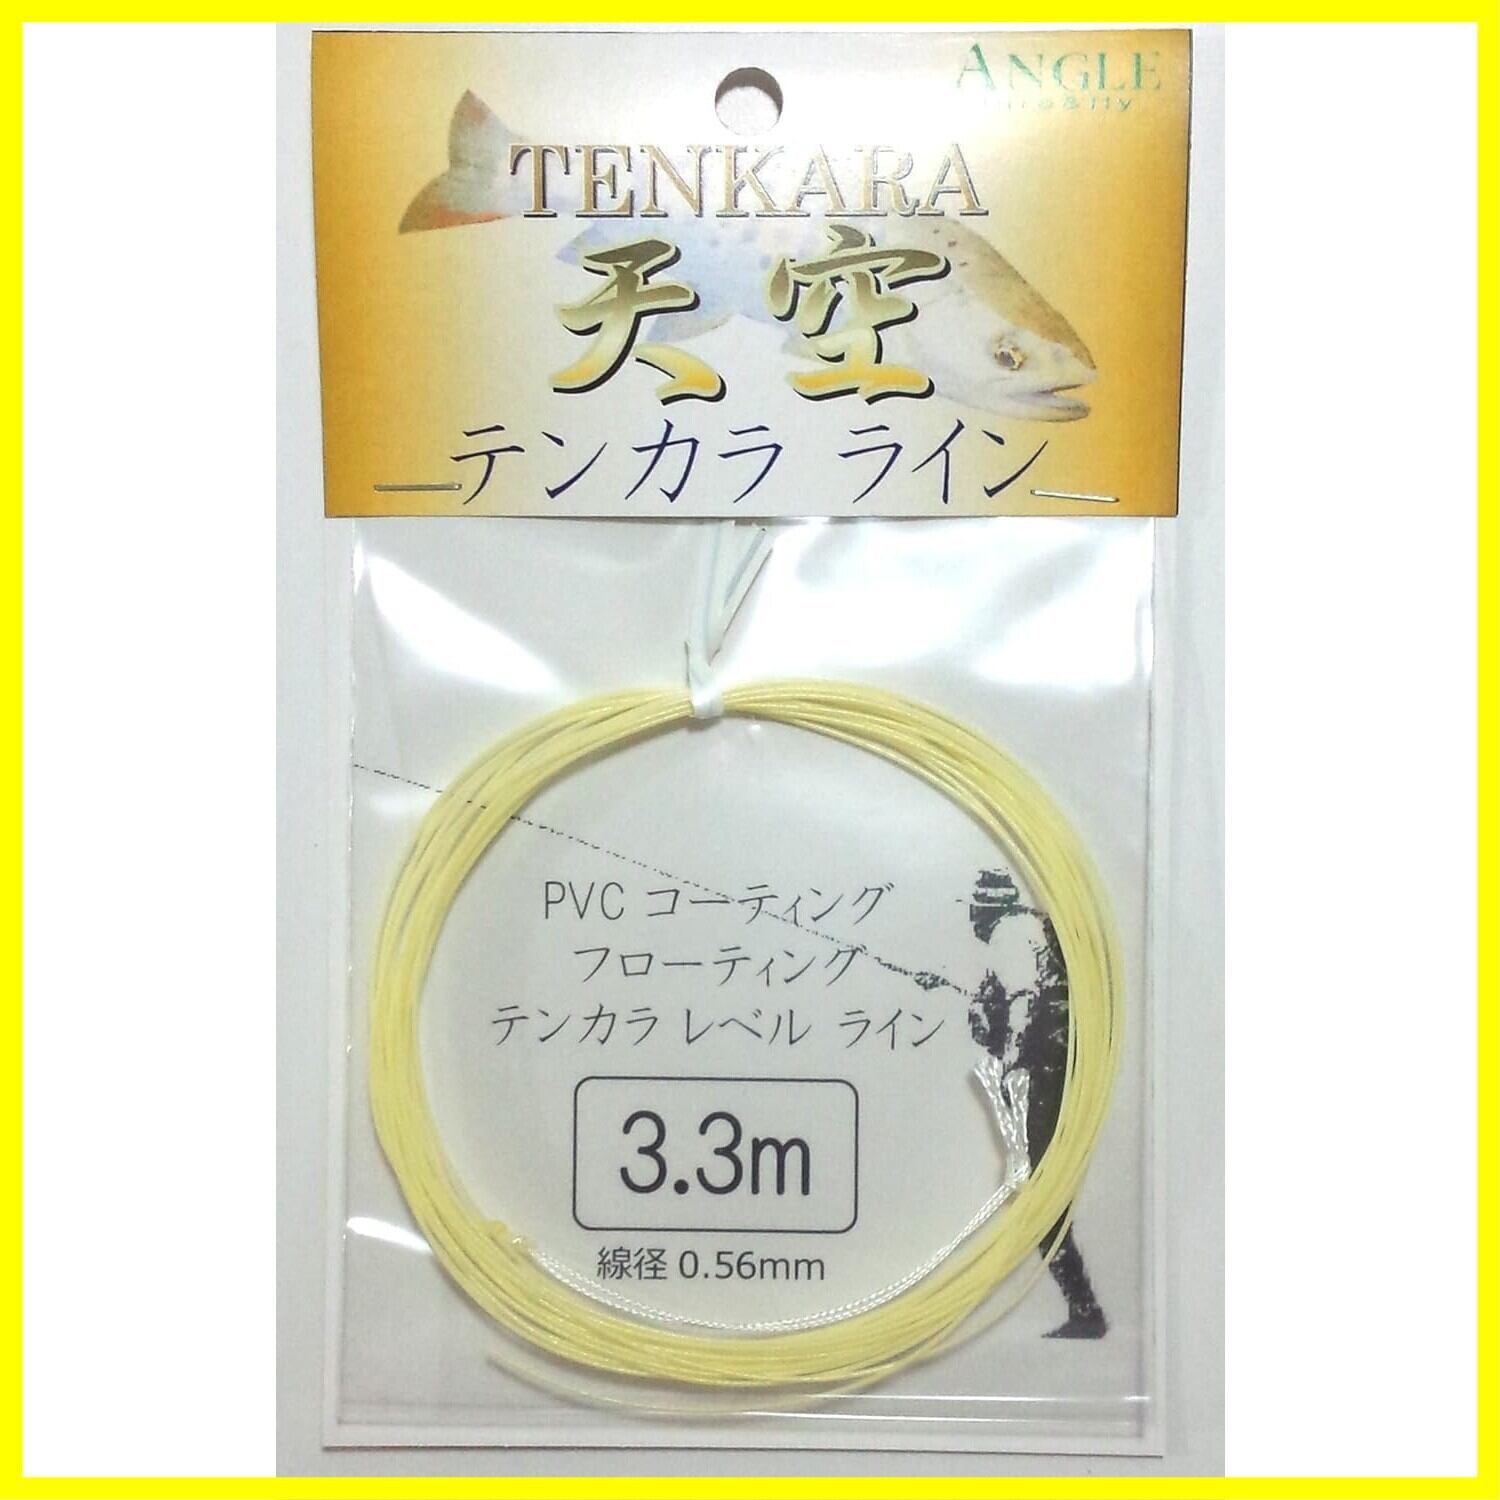 ANGLE
TENKARA
天空
テンカラ ライン
PVC コーティング
フローティング
テンカラ レベル ライン
3.3m
線径 0.56mm